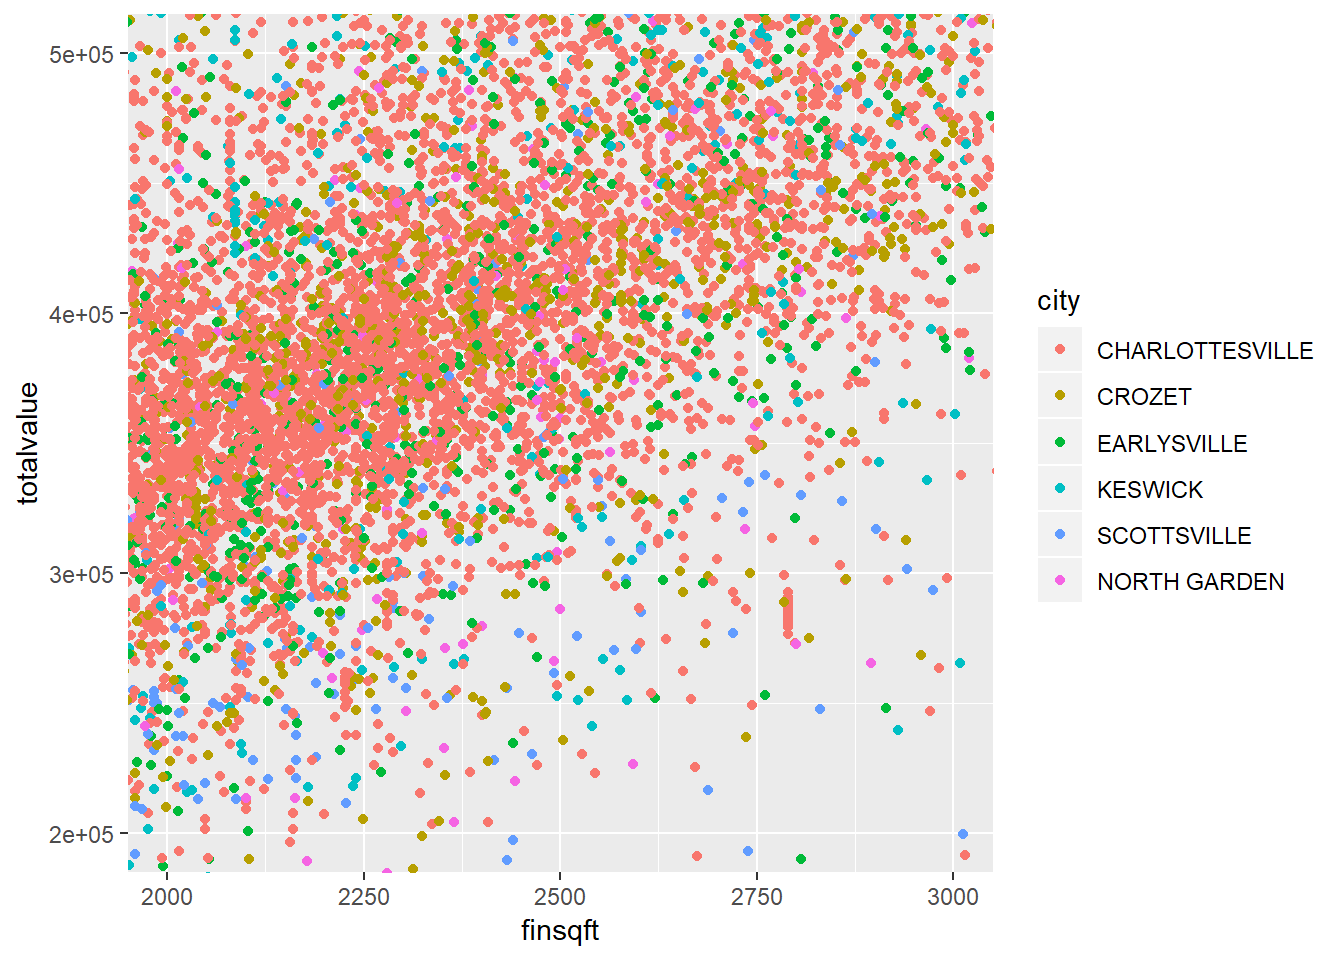 5e+05
4e+05
3e+05
2e+05
totalvalue
2000 2250 2500 2750 3000
finsqft
city
CHARLOTTESVILLE
CROZET
EARLYSVILLE
KESWICK
SCOTTSVILLE
NORTH GARDEN